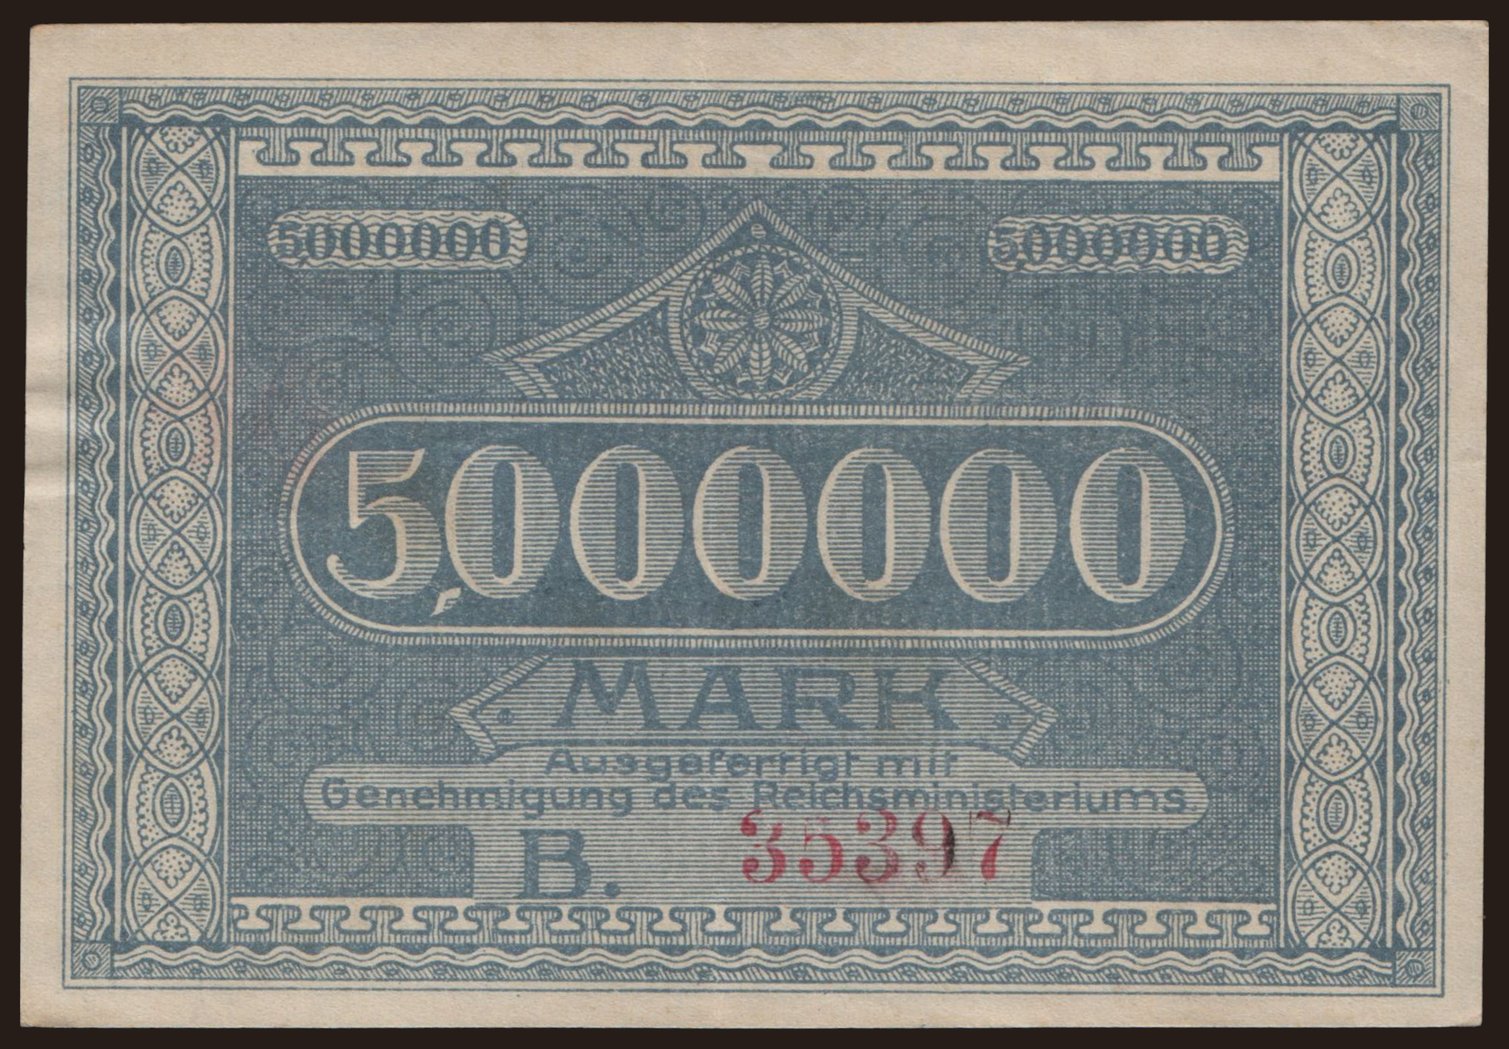 5000000 5000000
5,000000
MARK
Ausgefertigt mit
Genehmigung des Reichsministeriums.
B. 35397